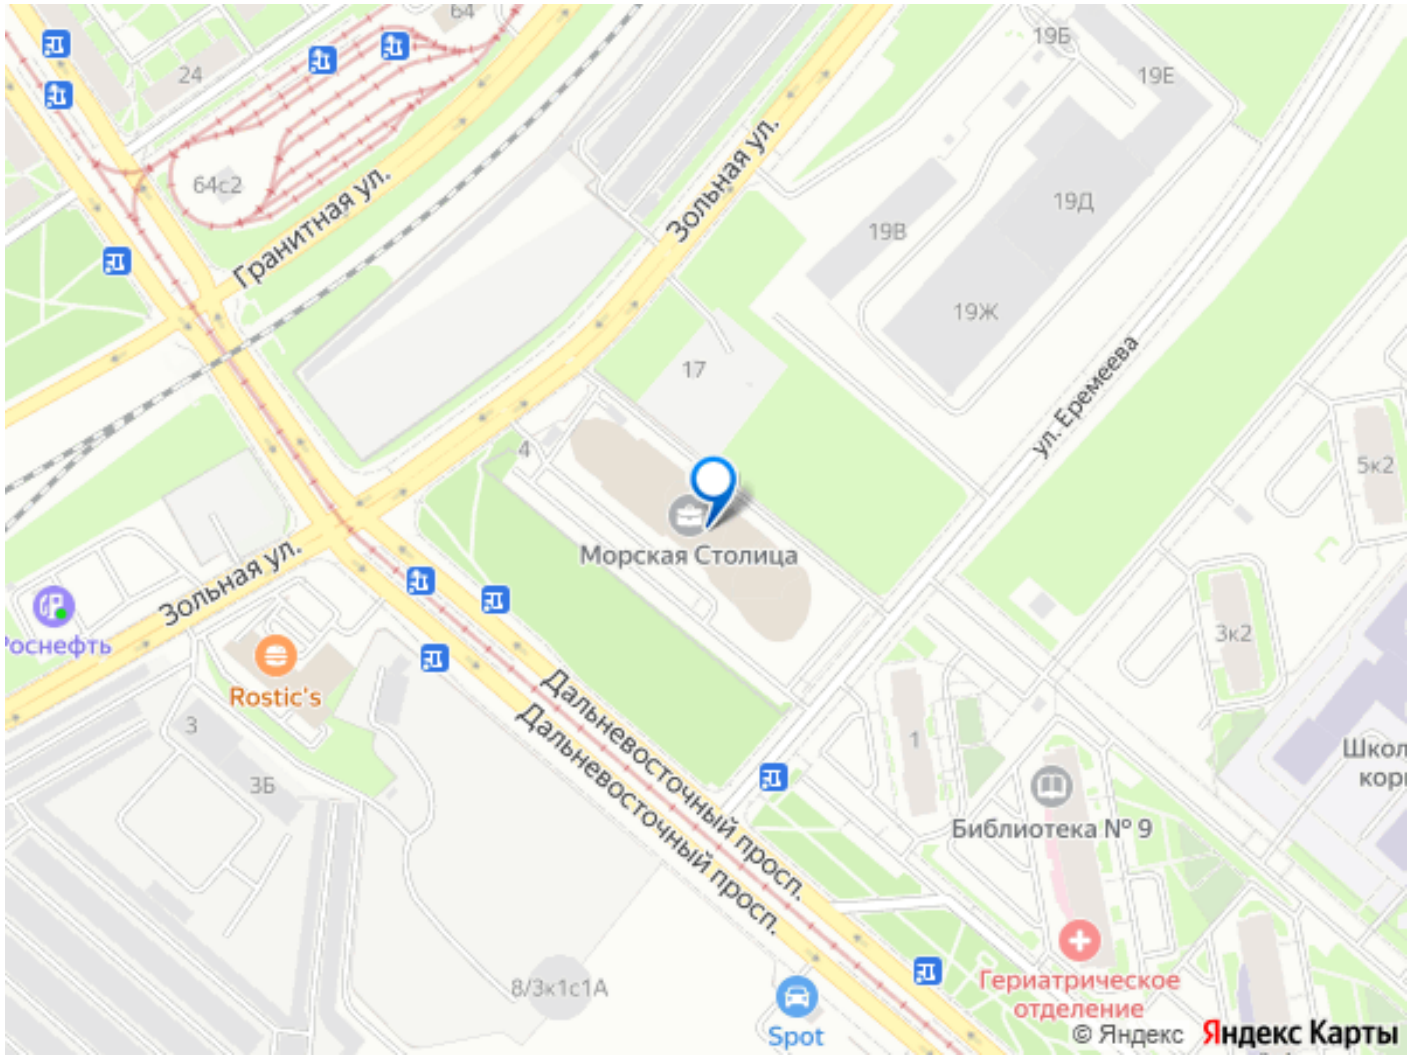 64
24
19Б
19Е
64с2
Гранитная ул.
Зольная ул.
19В
19Д
19Ж
17
ул. Еремеева
4
5к2
Морская Столица
Зольная ул.
Роснефть
3к2
Rostic's
3
3Б
Дальневосточный просп.
Дальневосточный просп.
1
Школ
кор
Библиотека № 9
8/3к1с1А
Spot
Гериатрическое
отделение
© Яндекс Яндекс Карты